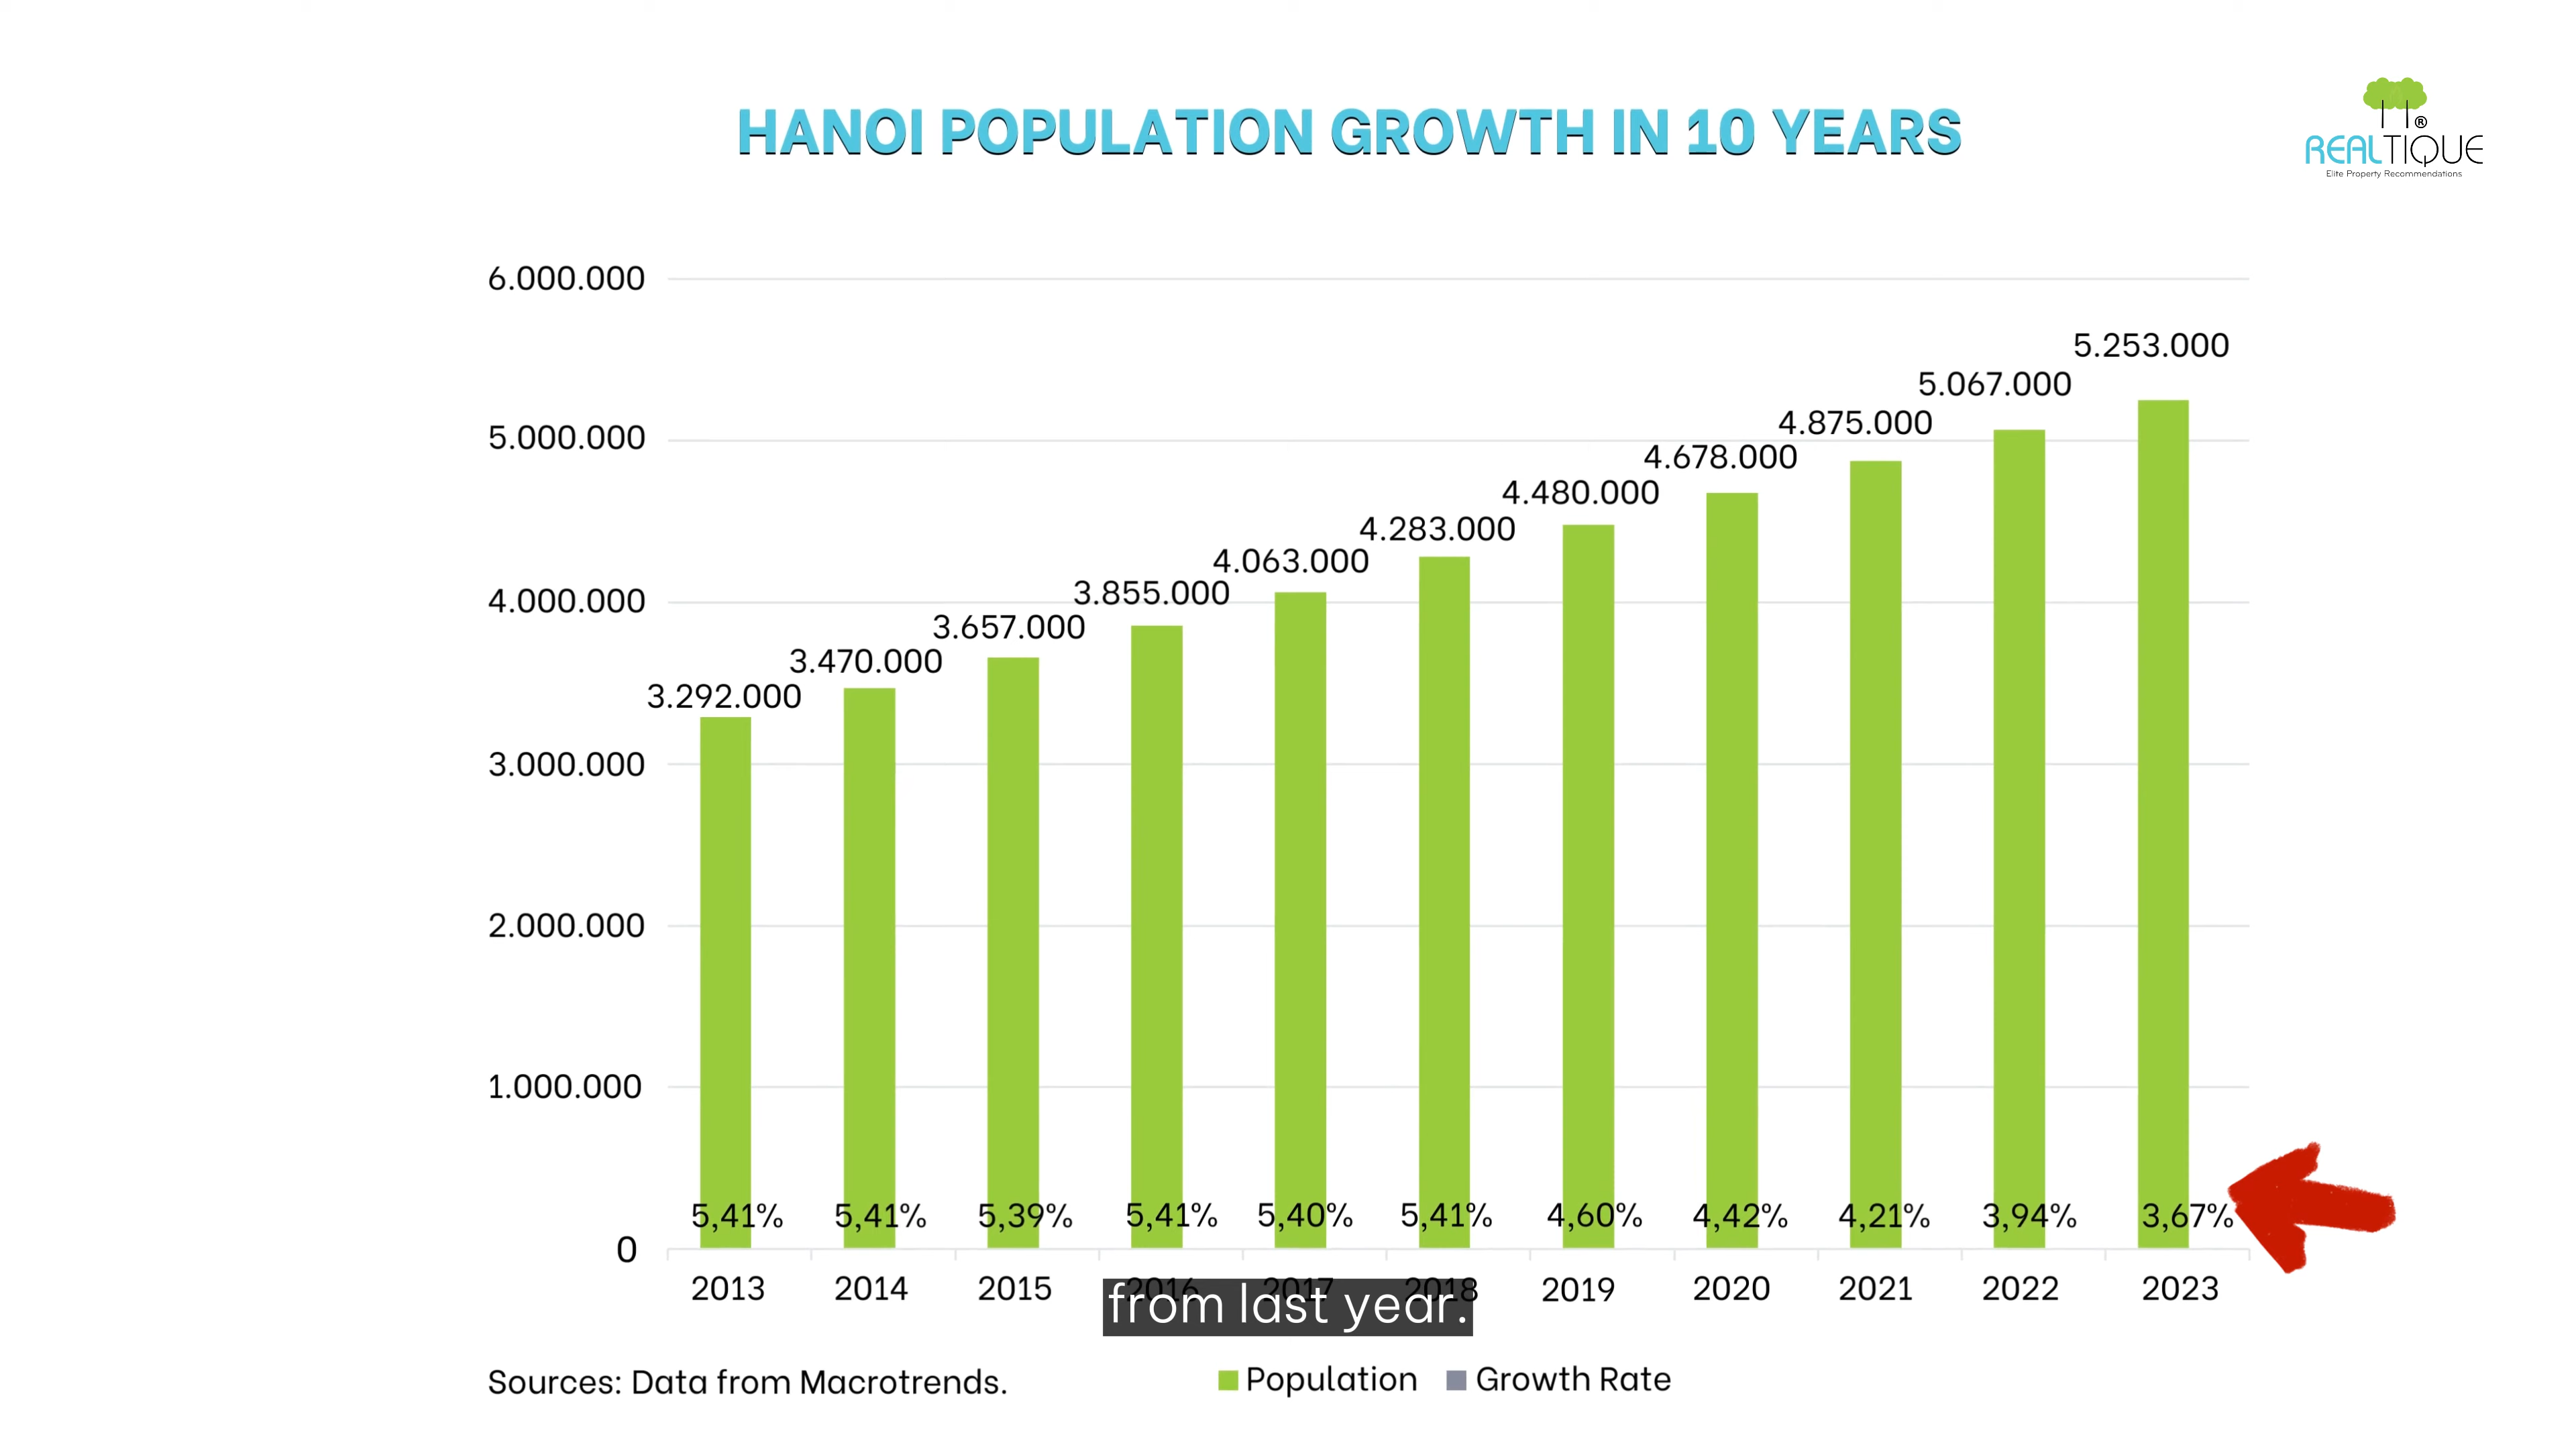 HANOI POPULATION GROWTH IN 10 YEARS
®
REALTIQUE
Elite Property Recommendations
6.000.000
5.000.000
4.000.000
3.000.000
2.000.000
1.000.000
0
3.292.000
3.470.000
3.657.000
3.855.000
4.063.000
4.283.000
4.480.000
4.678.000
4.875.000
5.067.000
5.253.000
5,41% 5,41% 5,39% 5,41% 5,40% 5,41% 4,60% 4,42% 4,21% 3,94% 3,67%
2013 2014 2015 2016 2017 2018 2019 2020 2021 2022 2023
from last year.
Sources: Data from Macrotrends.
Population Growth Rate